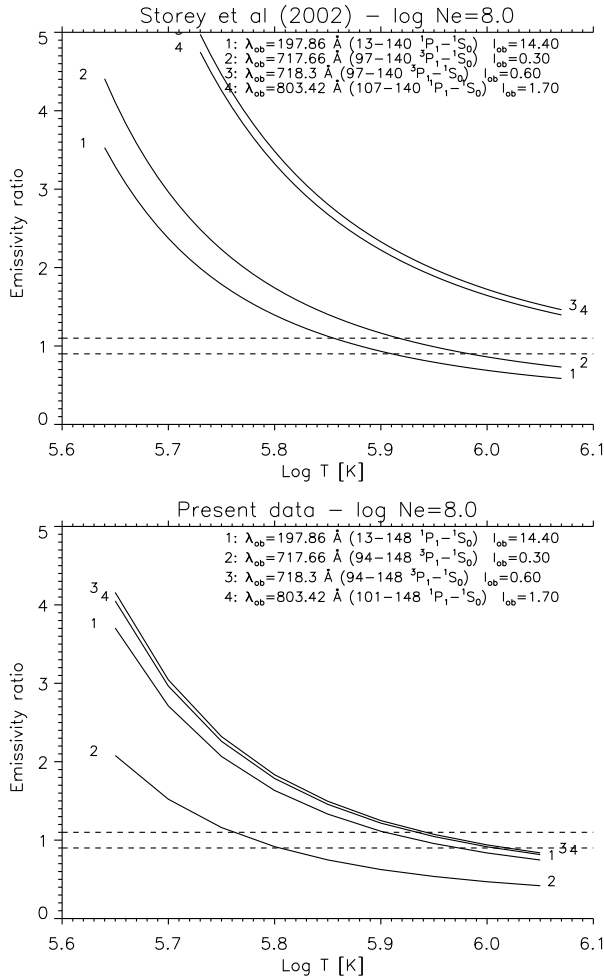 Storey et al (2002) – log Ne=8.0
1: λob=197.86 Å (13–140 ¹P₁–¹S₀) Iob=14.40
2: λob=717.66 Å (97–140 ³P₁–¹S₀) Iob=0.30
3: λob=718.3 Å (97–140 ³P₁–¹S₀) Iob=0.60
4: λob=803.42 Å (107–140 ¹P₁–¹S₀) Iob=1.70
Emissivity ratio
5
4
3
2
1
0
4
2
1
3 4
2
1
5.6 5.7 5.8 5.9 6.0 6.1
Log T [K]
Present data – log Ne=8.0
1: λob=197.86 Å (13–148 ¹P₁–¹S₀) Iob=14.40
2: λob=717.66 Å (94–148 ³P₁–¹S₀) Iob=0.30
3: λob=718.3 Å (94–148 ³P₁–¹S₀) Iob=0.60
4: λob=803.42 Å (101–148 ¹P₁–¹S₀) Iob=1.70
Emissivity ratio
5
4
3
2
1
0
3 4
1
2
1 3 4
2
5.6 5.7 5.8 5.9 6.0 6.1
Log T [K]